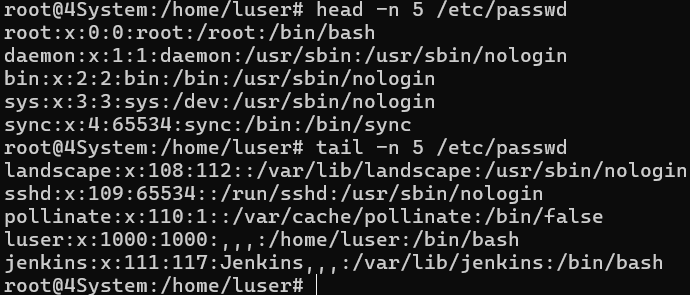 root@4System:/home/luser# head -n 5 /etc/passwd
root:x:0:0:root:/root:/bin/bash
daemon:x:1:1:daemon:/usr/sbin:/usr/sbin/nologin
bin:x:2:2:bin:/bin:/usr/sbin/nologin
sys:x:3:3:sys:/dev:/usr/sbin/nologin
sync:x:4:65534:sync:/bin:/bin/sync
root@4System:/home/luser# tail -n 5 /etc/passwd
landscape:x:108:112::/var/lib/landscape:/usr/sbin/nologin
sshd:x:109:65534::/run/sshd:/usr/sbin/nologin
pollinate:x:110:1::/var/cache/pollinate:/bin/false
luser:x:1000:1000:,,,:/home/luser:/bin/bash
jenkins:x:111:117:Jenkins,,,:/var/lib/jenkins:/bin/bash
root@4System:/home/luser#